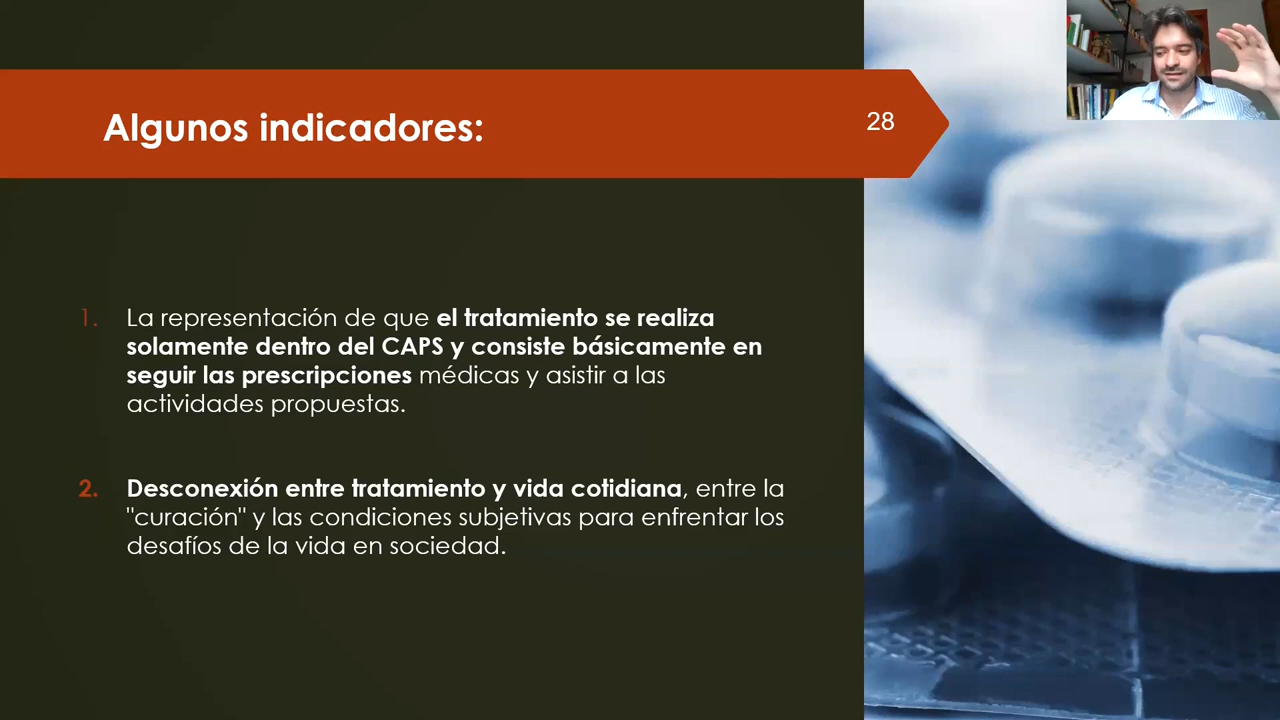 Algunos indicadores:
28
1. La representación de que el tratamiento se realiza
solamente dentro del CAPS y consiste básicamente en
seguir las prescripciones médicas y asistir a las
actividades propuestas.
2. Desconexión entre tratamiento y vida cotidiana, entre la
"curación" y las condiciones subjetivas para enfrentar los
desafíos de la vida en sociedad.